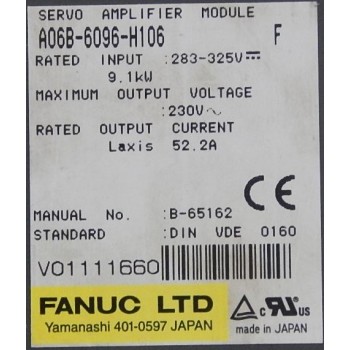 SERVO AMPLIFIER MODULE
A06B-6096-H106 F
RATED INPUT :283-325V⎓
9.1kW
MAXIMUM OUTPUT VOLTAGE
:230V~
RATED OUTPUT CURRENT
Laxis 52.2A
CE
MANUAL No. :B-65162
STANDARD :DIN VDE 0160
V01111660
FANUC LTD
Yamanashi 401-0597 JAPAN
c RU US
made in JAPAN